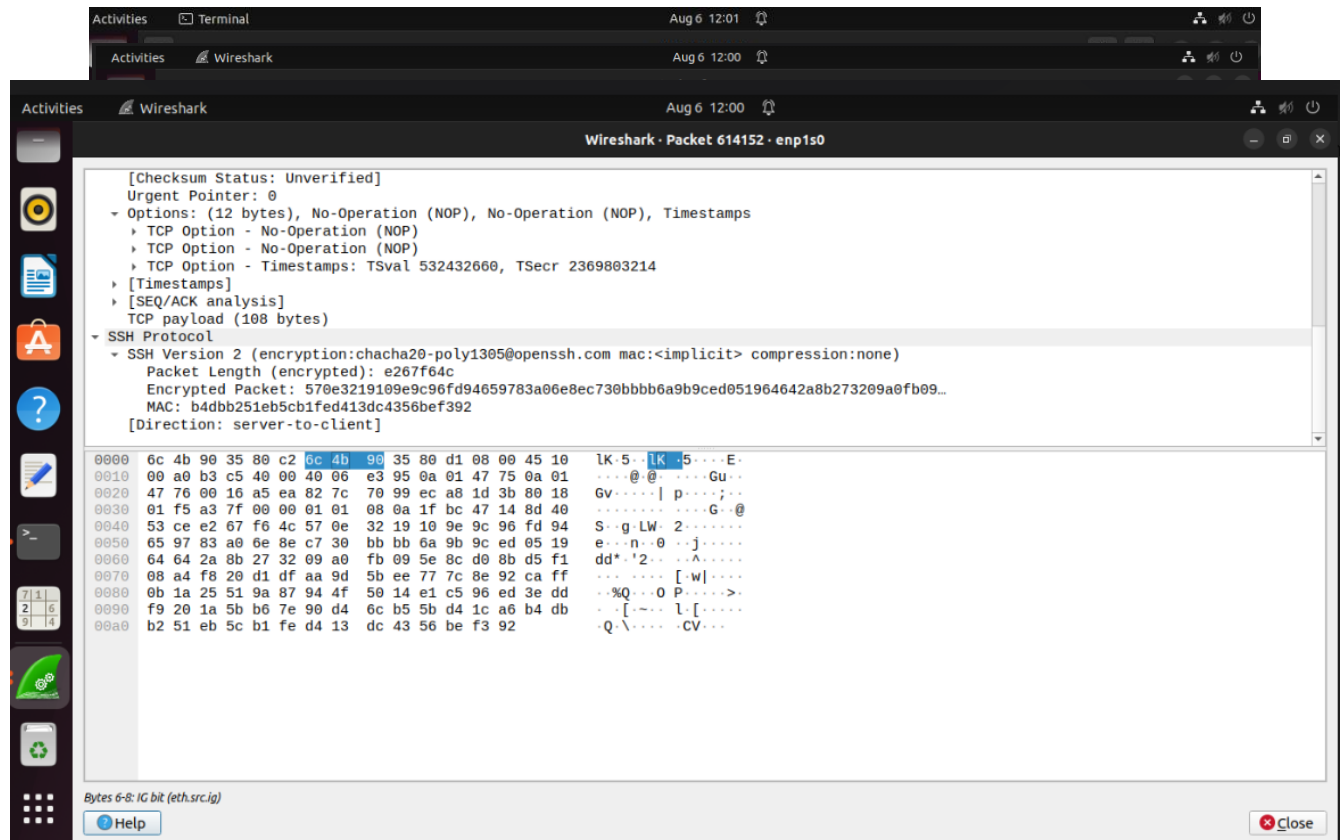 Activities Terminal Aug 6 12:01
Activities Wireshark Aug 6 12:00
Activities Wireshark Aug 6 12:00
Wireshark · Packet 614152 · enp1s0
[Checksum Status: Unverified]
Urgent Pointer: 0
Options: (12 bytes), No-Operation (NOP), No-Operation (NOP), Timestamps
TCP Option - No-Operation (NOP)
TCP Option - No-Operation (NOP)
TCP Option - Timestamps: TSval 532432660, TSecr 2369803214
[Timestamps]
[SEQ/ACK analysis]
TCP payload (108 bytes)
SSH Protocol
SSH Version 2 (encryption:chacha20-poly1305@openssh.com mac:<implicit> compression:none)
Packet Length (encrypted): e267f64c
Encrypted Packet: 570e3219109e9c96fd94659783a06e8ec730bbbb6a9b9ced051964642a8b273209a0fb09…
MAC: b4dbb251eb5cb1fed413dc4356bef392
[Direction: server-to-client]
0000 6c 4b 90 35 80 c2 6c 4b 90 35 80 d1 08 00 45 10 lK·5··lK ·5····E·
0010 00 a0 b3 c5 40 00 40 06 e3 95 0a 01 47 75 0a 01 ····@·@· ····Gu··
0020 47 76 00 16 a5 ea 82 7c 70 99 ec a8 1d 3b 80 18 Gv·····| p····;··
0030 01 f5 a3 7f 00 00 01 01 08 0a 1f bc 47 14 8d 40 ········ ····G··@
0040 53 ce e2 67 f6 4c 57 0e 32 19 10 9e 9c 96 fd 94 S··g·LW· 2·······
0050 65 97 83 a0 6e 8e c7 30 bb bb 6a 9b 9c ed 05 19 e···n··0 ··j·····
0060 64 64 2a 8b 27 32 09 a0 fb 09 5e 8c d0 8b d5 f1 dd*·'2·· ··^·····
0070 08 a4 f8 20 d1 df aa 9d 5b ee 77 7c 8e 92 ca ff ··· ···· [·w|····
0080 0b 1a 25 51 9a 87 94 4f 50 14 e1 c5 96 ed 3e dd ··%Q···O P·····>·
0090 f9 20 1a 5b b6 7e 90 d4 6c b5 5b d4 1c a6 b4 db · ·[·~·· l·[·····
00a0 b2 51 eb 5c b1 fe d4 13 dc 43 56 be f3 92 ·Q·\···· ·CV···
Bytes 6-8: IG bit (eth.src.ig)
Help Close